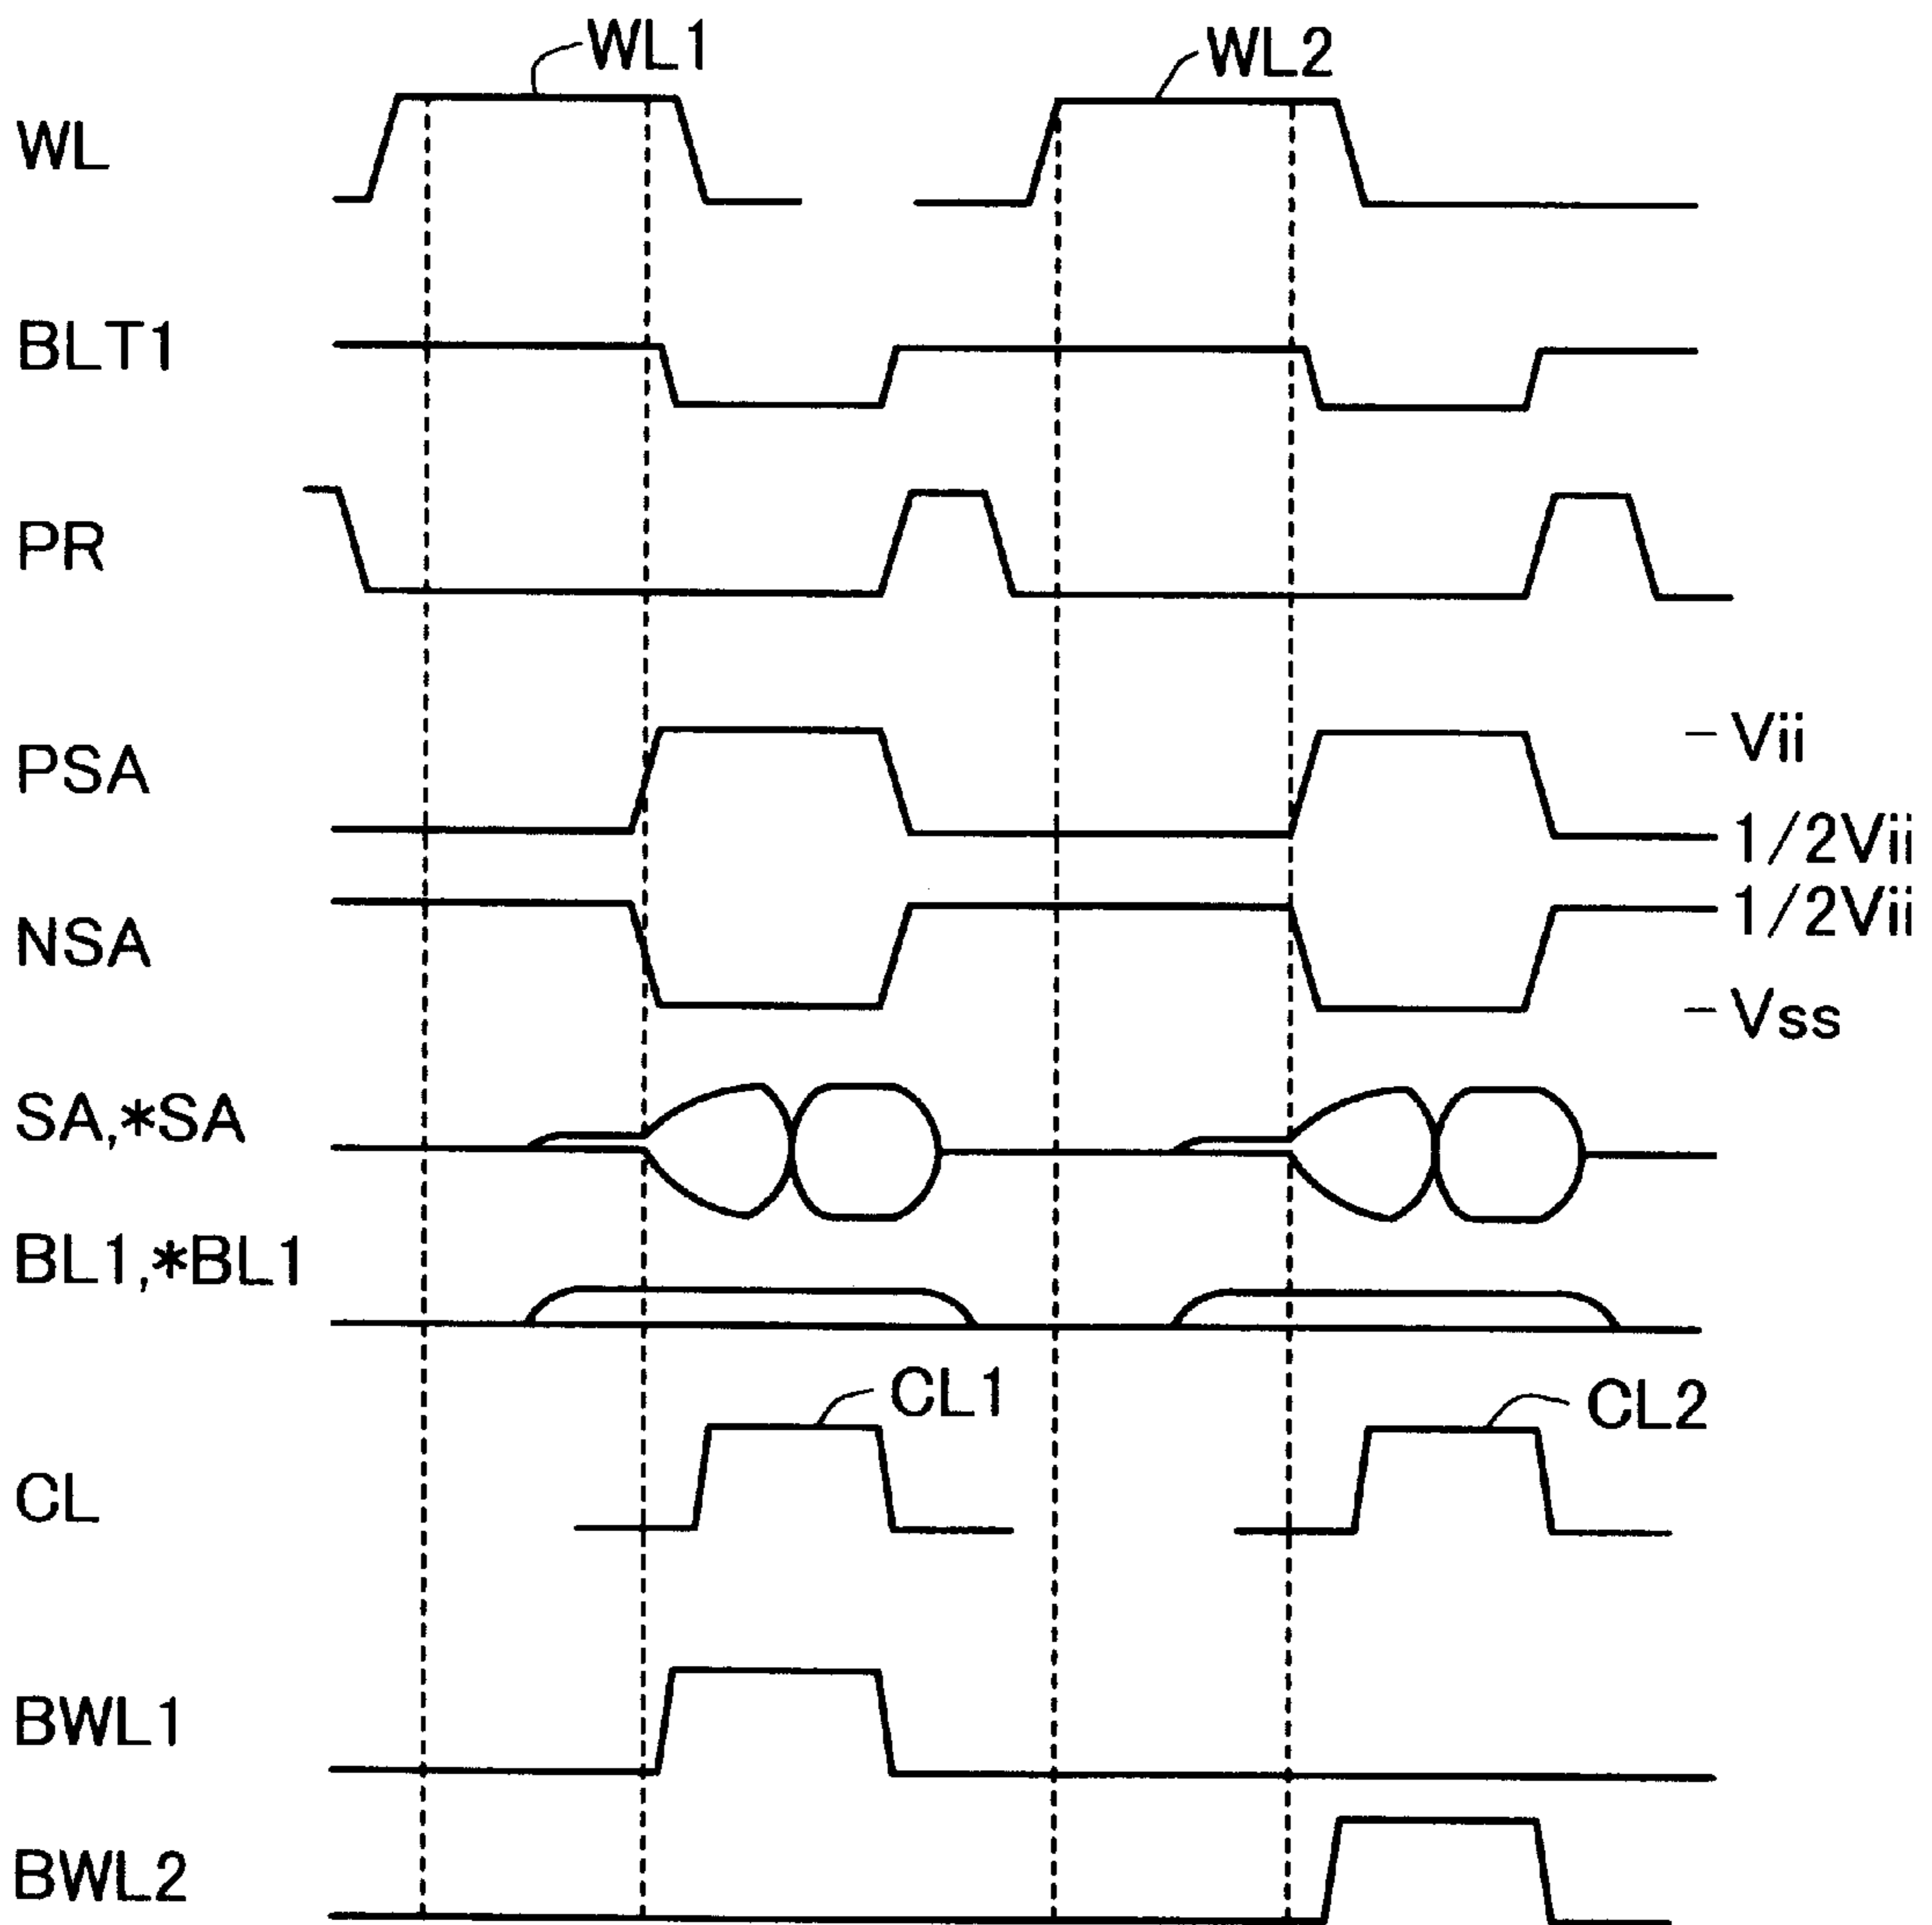 WL1 WL2
WL
BLT1
PR
PSA
Vii
1/2Vii
NSA
1/2Vii
Vss
SA,*SA
BL1,*BL1
CL1 CL2
CL
BWL1
BWL2